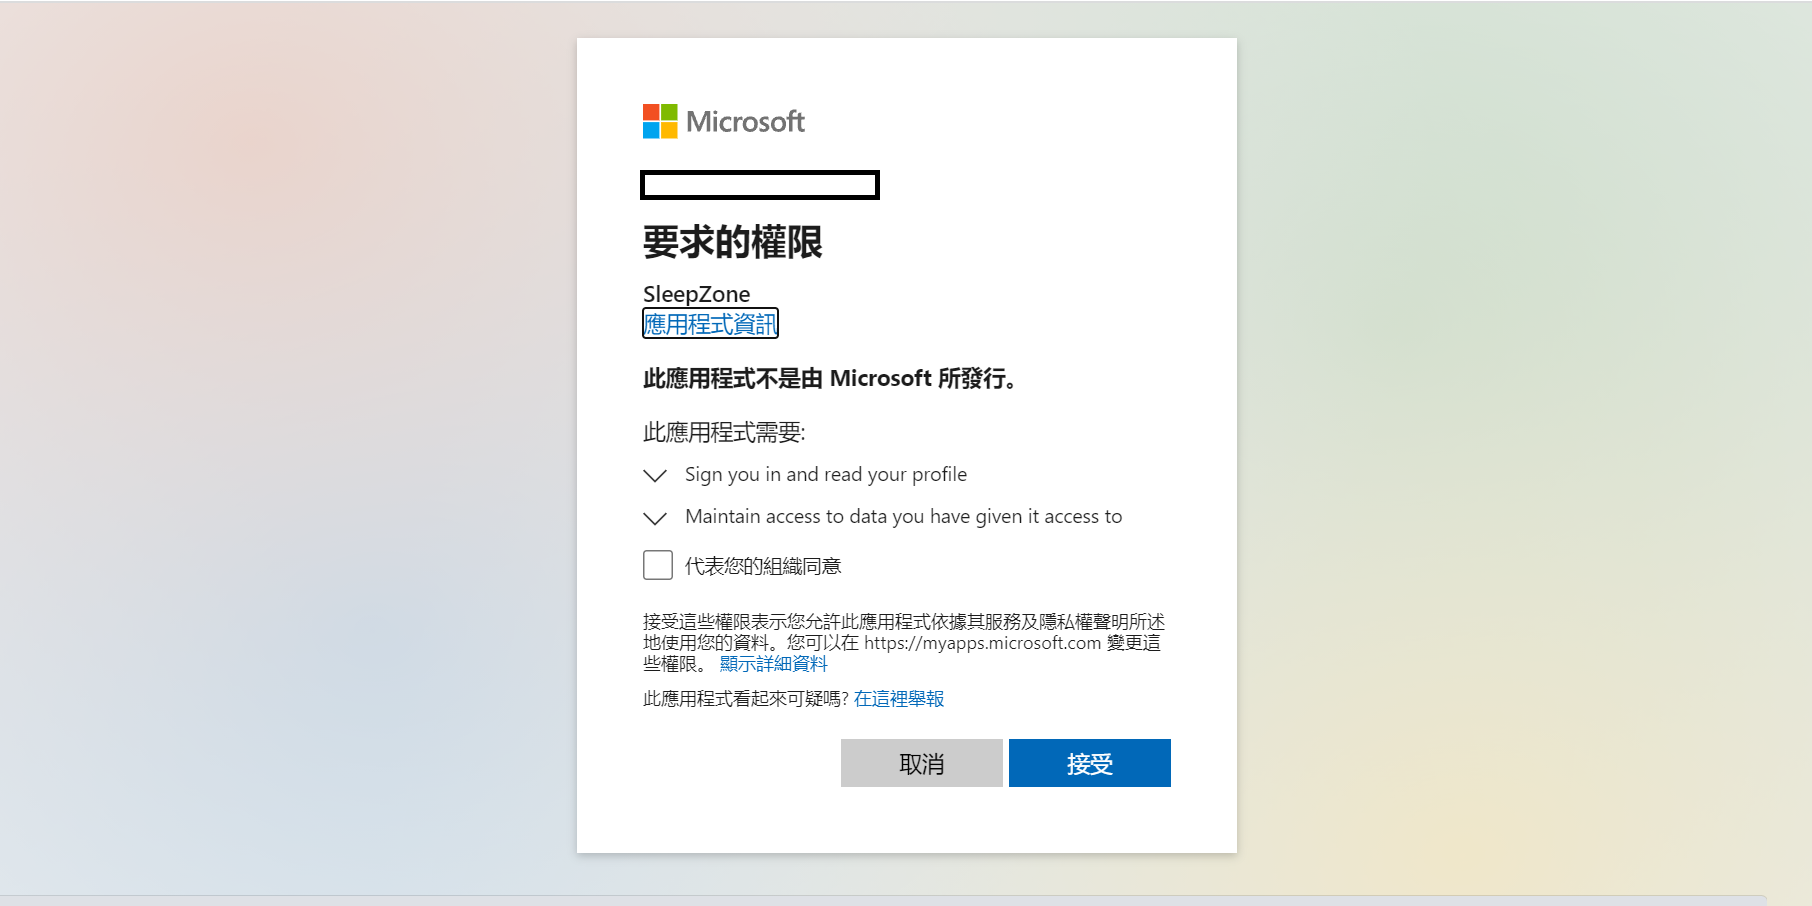 Microsoft
要求的權限
SleepZone
應用程式資訊
此應用程式不是由 Microsoft 所發行。
此應用程式需要:
Sign you in and read your profile
Maintain access to data you have given it access to
代表您的組織同意
接受這些權限表示您允許此應用程式依據其服務及隱私權聲明所述
地使用您的資料。您可以在 https://myapps.microsoft.com 變更這
些權限。 顯示詳細資料
此應用程式看起來可疑嗎? 在這裡舉報
取消
接受